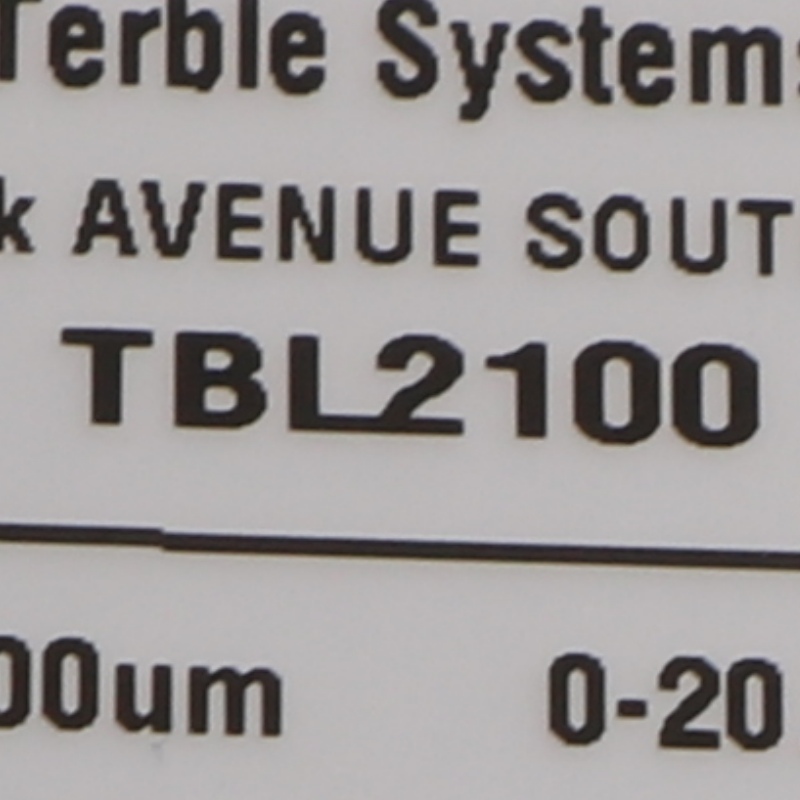 Terble Systems
k AVENUE SOUT
TBL2100
00um 0-20